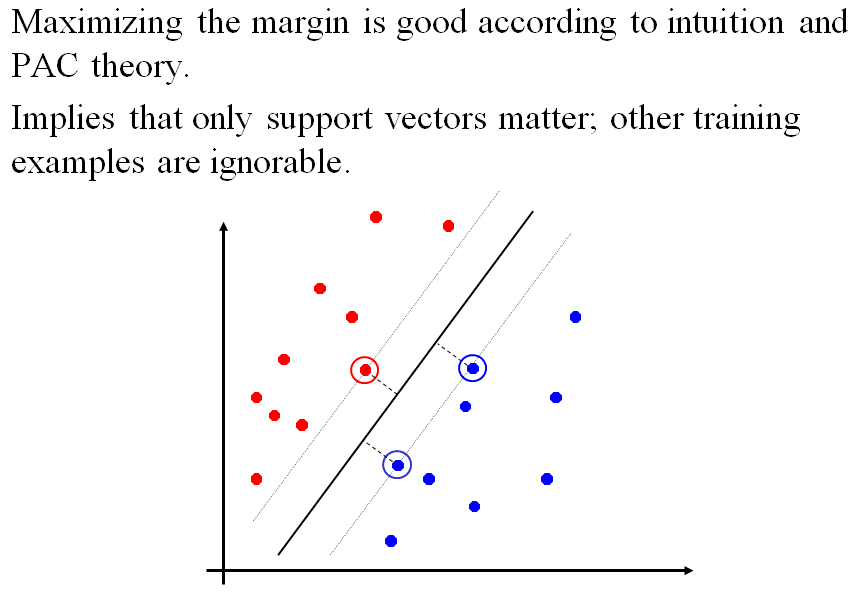 Maximizing the margin is good according to intuition and
PAC theory.
Implies that only support vectors matter; other training
examples are ignorable.